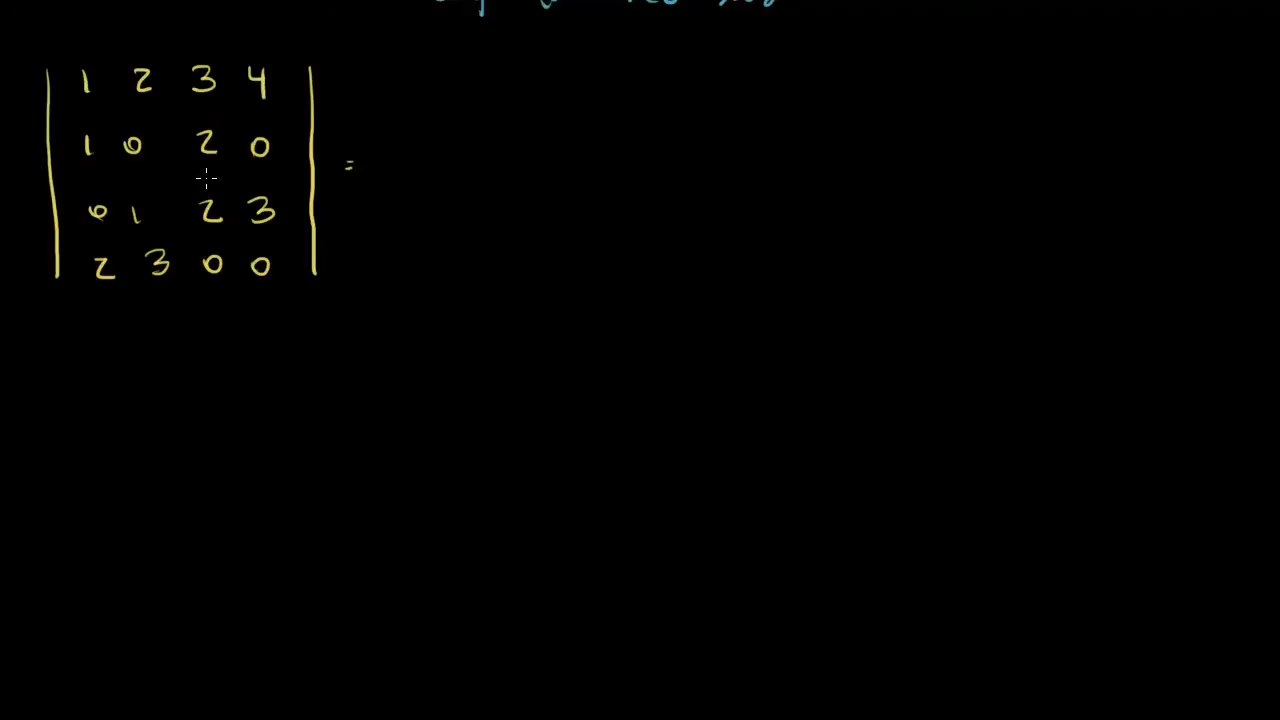 1 2 3 4
1 0 2 0 =
0 1 2 3
2 3 0 0